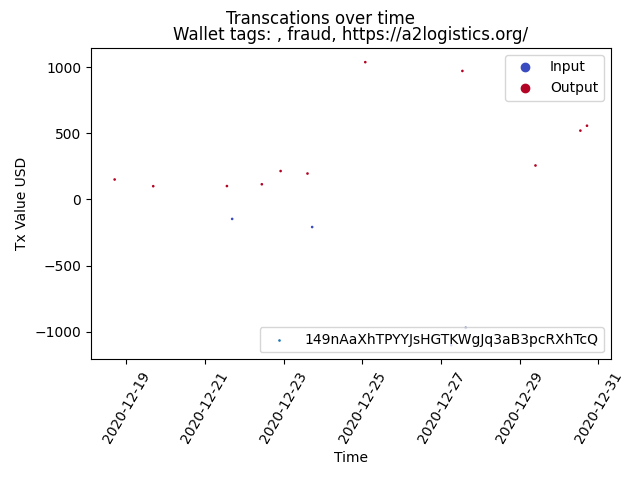 Transcations over time
Wallet tags: , fraud, https://a2logistics.org/
Input
Output
1000
500
0
−500
−1000
Tx Value USD
149nAaXhTPYYJsHGTKWgJq3aB3pcRXhTcQ
2020-12-19
2020-12-21
2020-12-23
2020-12-25
2020-12-27
2020-12-29
2020-12-31
Time